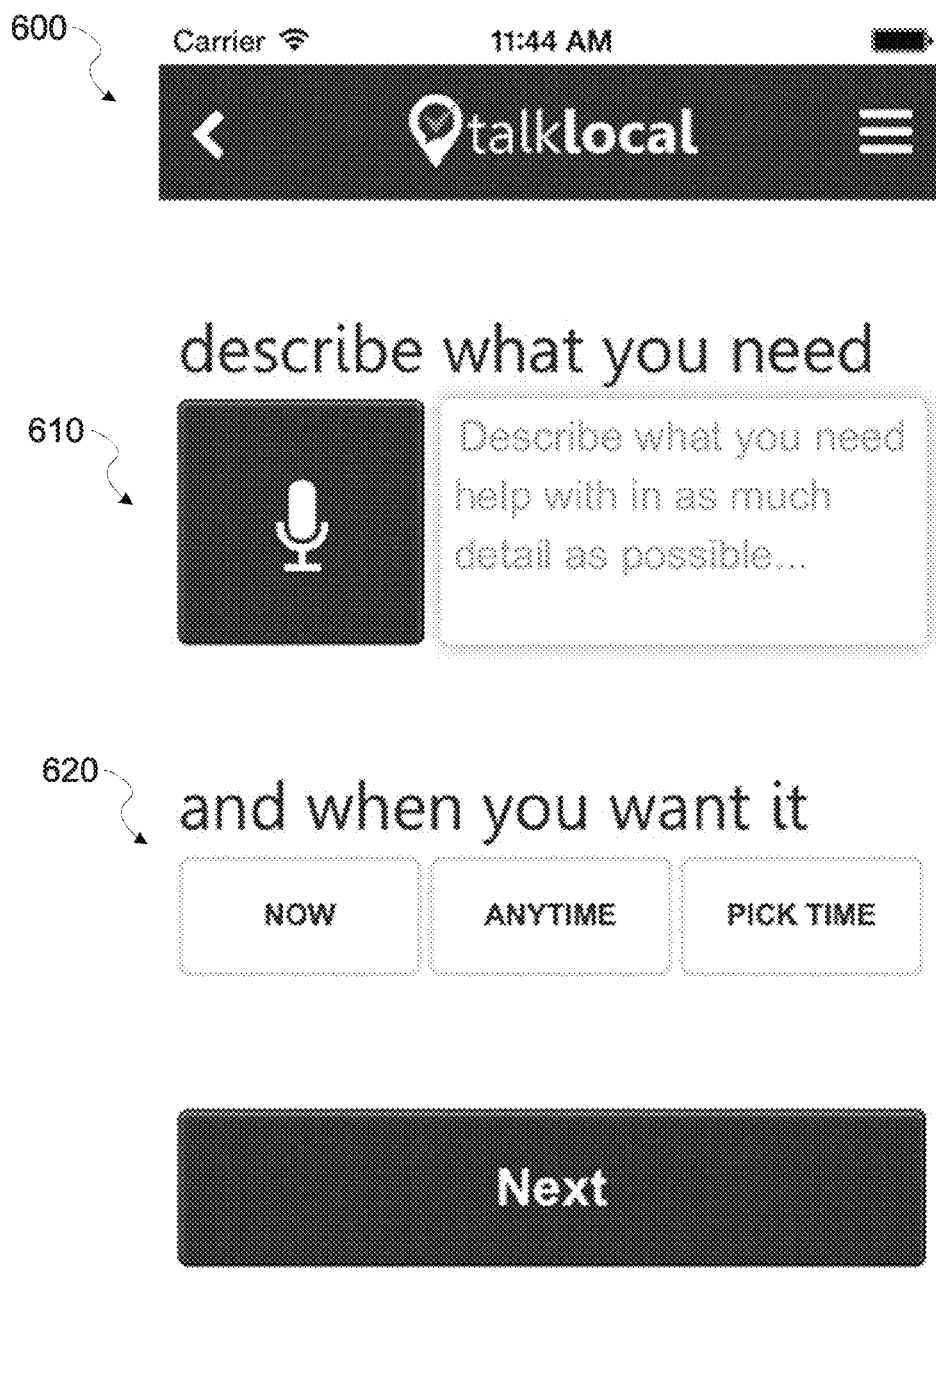 600
Carrier 11:44 AM
talklocal
describe what you need
610
Describe what you need
help with in as much
detail as possible...
620
and when you want it
NOW ANYTIME PICK TIME
Next